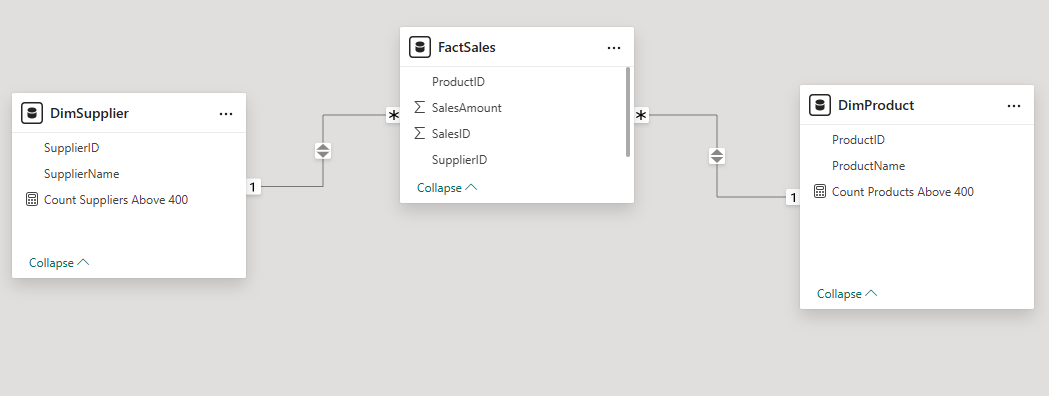 FactSales
ProductID
SalesAmount
SalesID
SupplierID
Collapse
*
*
DimSupplier
SupplierID
SupplierName
Count Suppliers Above 400
Collapse
1
DimProduct
ProductID
ProductName
Count Products Above 400
Collapse
1